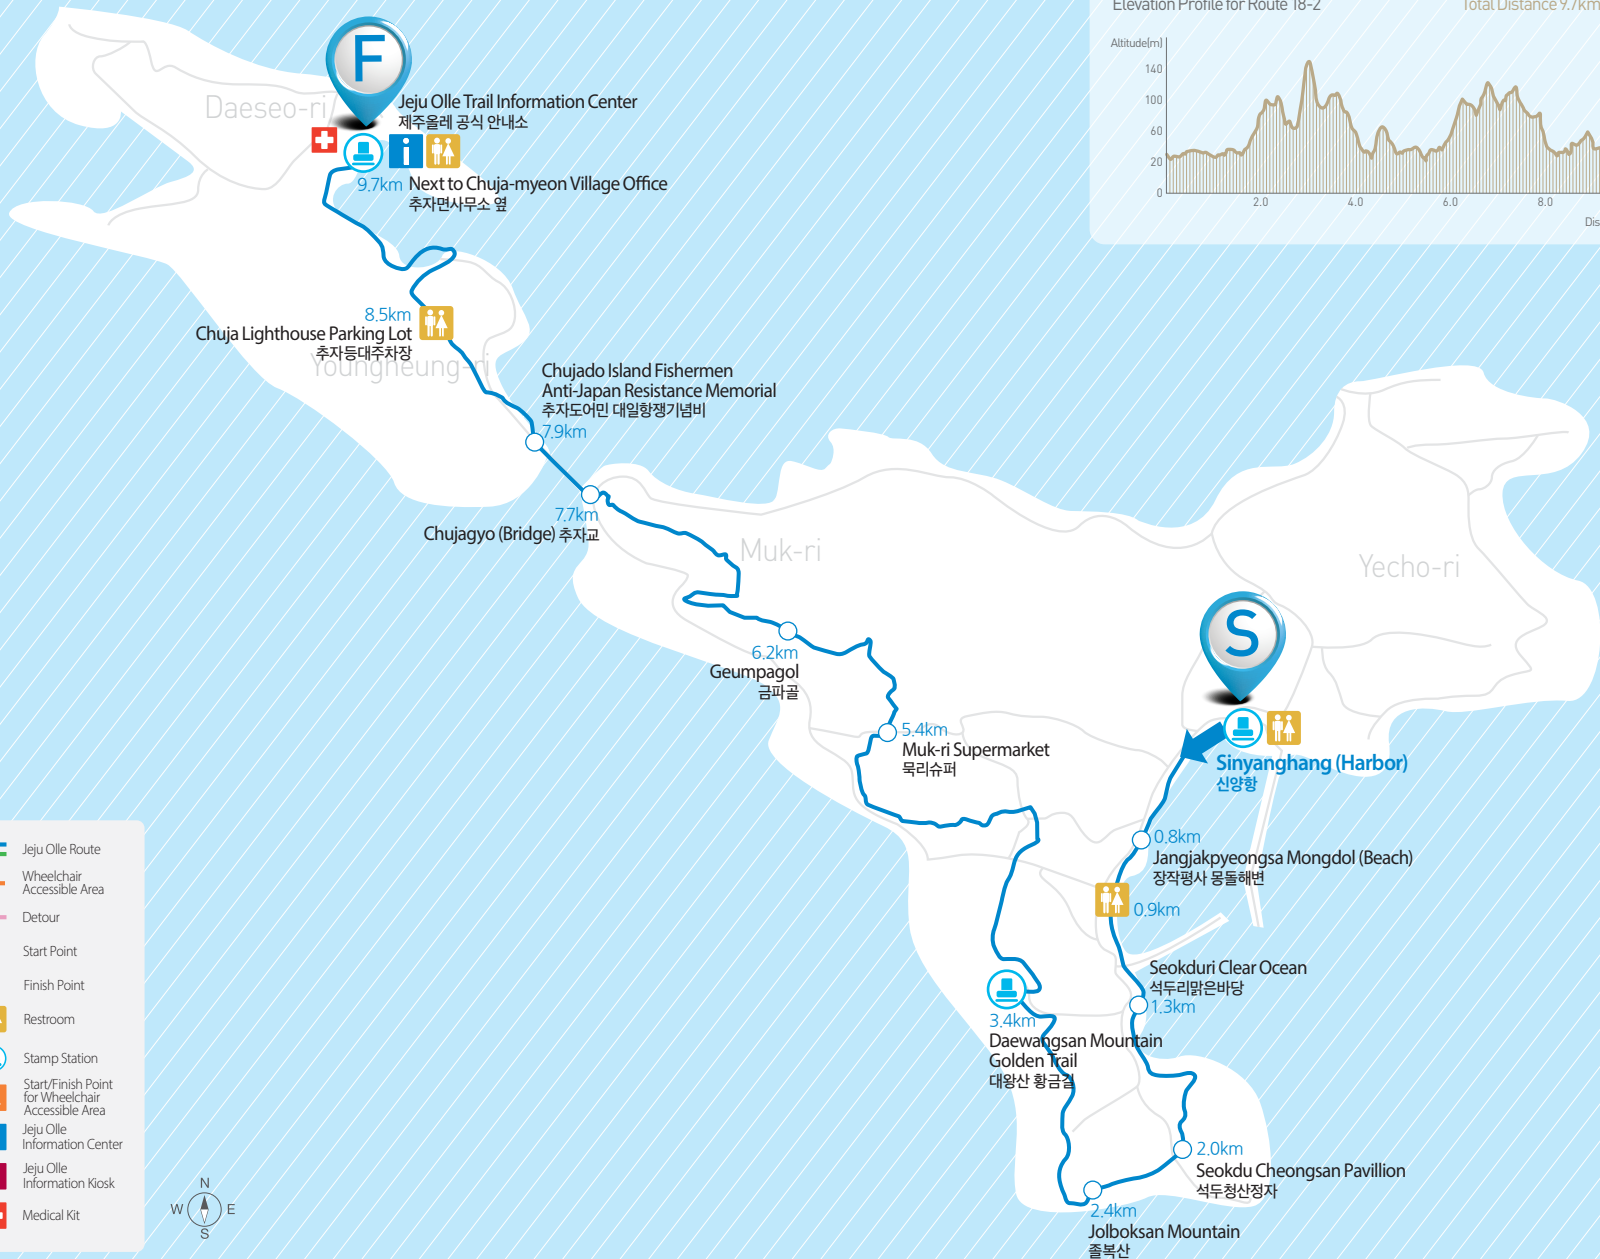 Elevation Profile for Route 18-2
Total Distance 9.7km
Altitude(m)
140
100
60
20
0
2.0
4.0
6.0
8.0
Dis
F
Daeseo-ri
Jeju Olle Trail Information Center
제주올레 공식 안내소
i
9.7km
Next to Chuja-myeon Village Office
추자면사무소 옆
8.5km
Chuja Lighthouse Parking Lot
추자등대주차장
Youngheung-ri
Chujado Island Fishermen
Anti-Japan Resistance Memorial
추자도어민 대일항쟁기념비
7.9km
7.7km
Chujagyo (Bridge) 추자교
Muk-ri
Yecho-ri
S
6.2km
Geumpagol
금파골
5.4km
Muk-ri Supermarket
묵리슈퍼
Sinyanghang (Harbor)
신양항
0.8km
Jangjakpyeongsa Mongdol (Beach)
장작평사 몽돌해변
0.9km
Seokduri Clear Ocean
석두리맑은바당
1.3km
3.4km
Daewangsan Mountain
Golden Trail
대왕산 황금길
2.0km
Seokdu Cheongsan Pavillion
석두청산정자
2.4km
Jolboksan Mountain
졸복산
Jeju Olle Route
Wheelchair
Accessible Area
Detour
Start Point
Finish Point
Restroom
Stamp Station
Start/Finish Point
for Wheelchair
Accessible Area
Jeju Olle
Information Center
Jeju Olle
Information Kiosk
Medical Kit
N
W
E
S